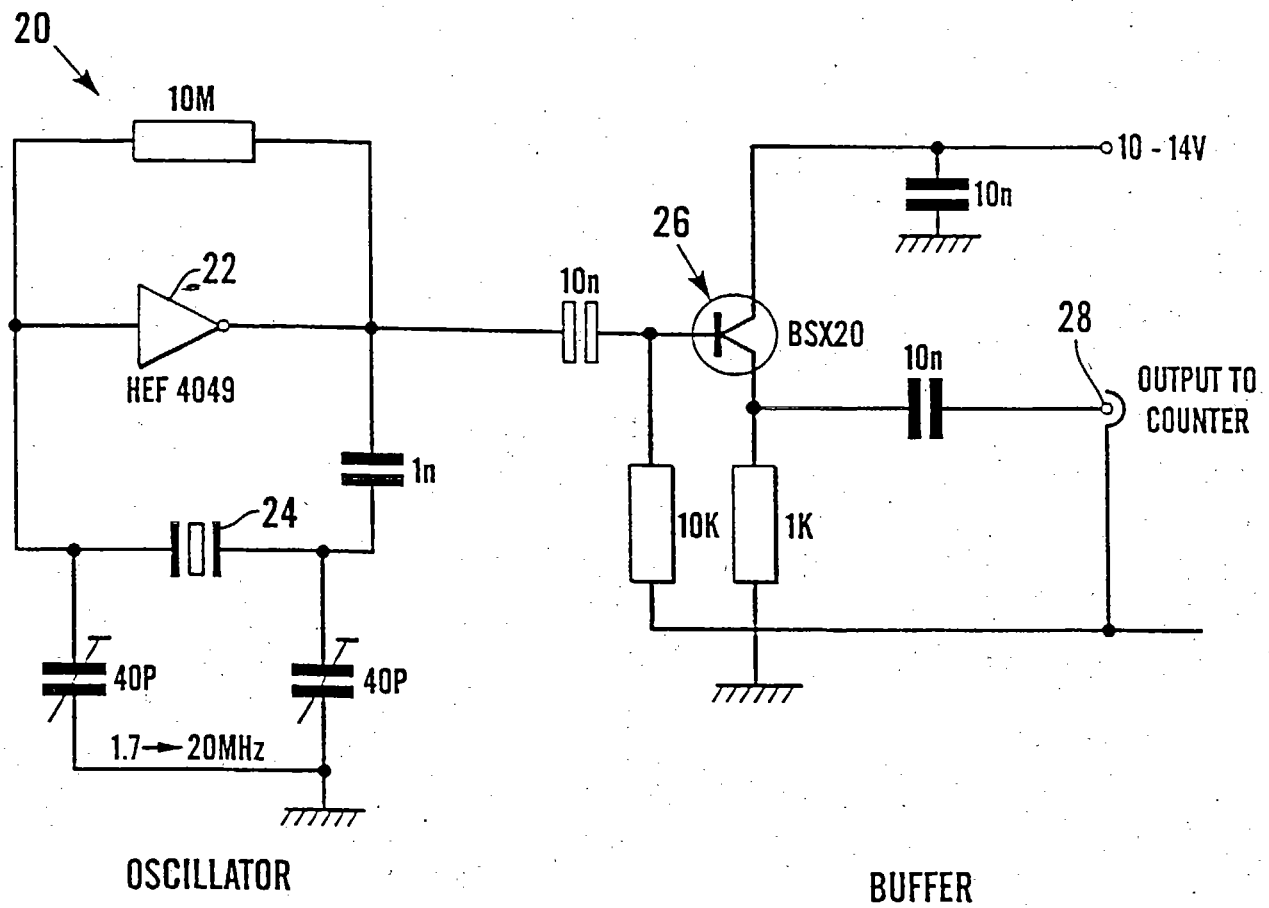 20
10M
22
HEF 4049
1n
24
40P
40P
1.7→20MHz
OSCILLATOR
10n
26
BSX20
10 - 14V
10n
10n
28
OUTPUT TO
COUNTER
10K
1K
BUFFER